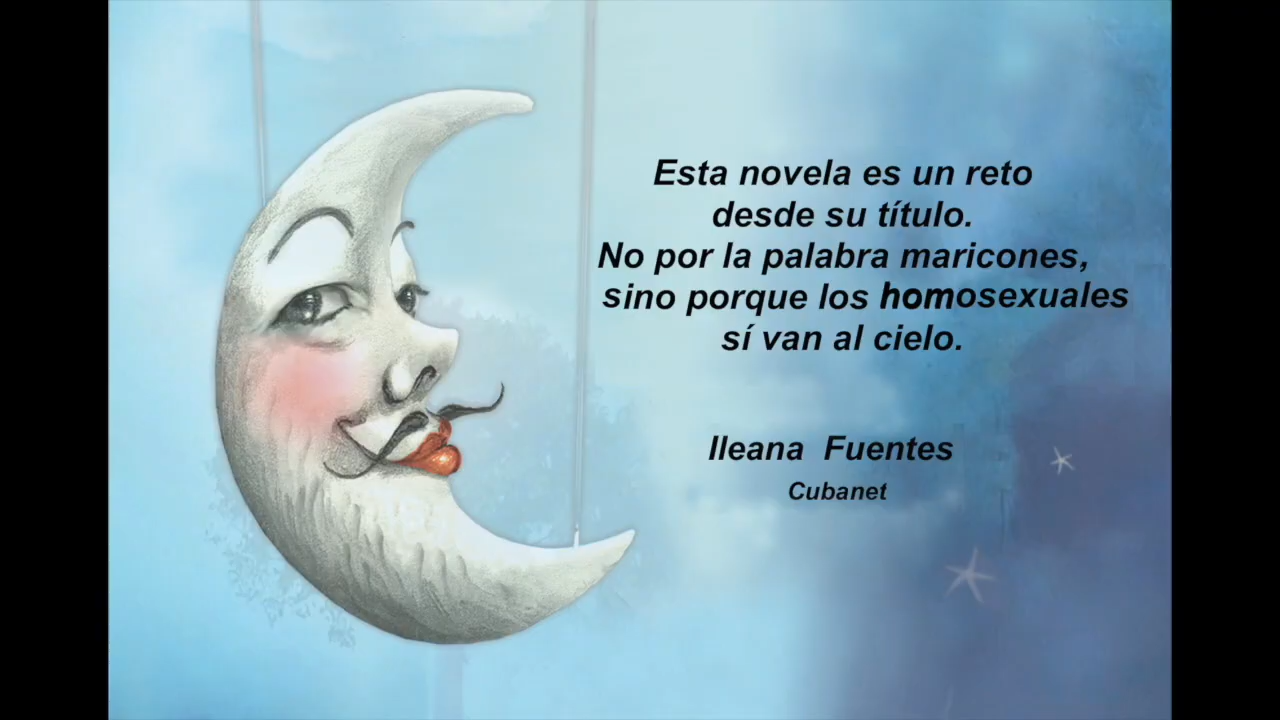 Esta novela es un reto
desde su título.
No por la palabra maricones,
sino porque los homosexuales
sí van al cielo.
Ileana Fuentes
Cubanet